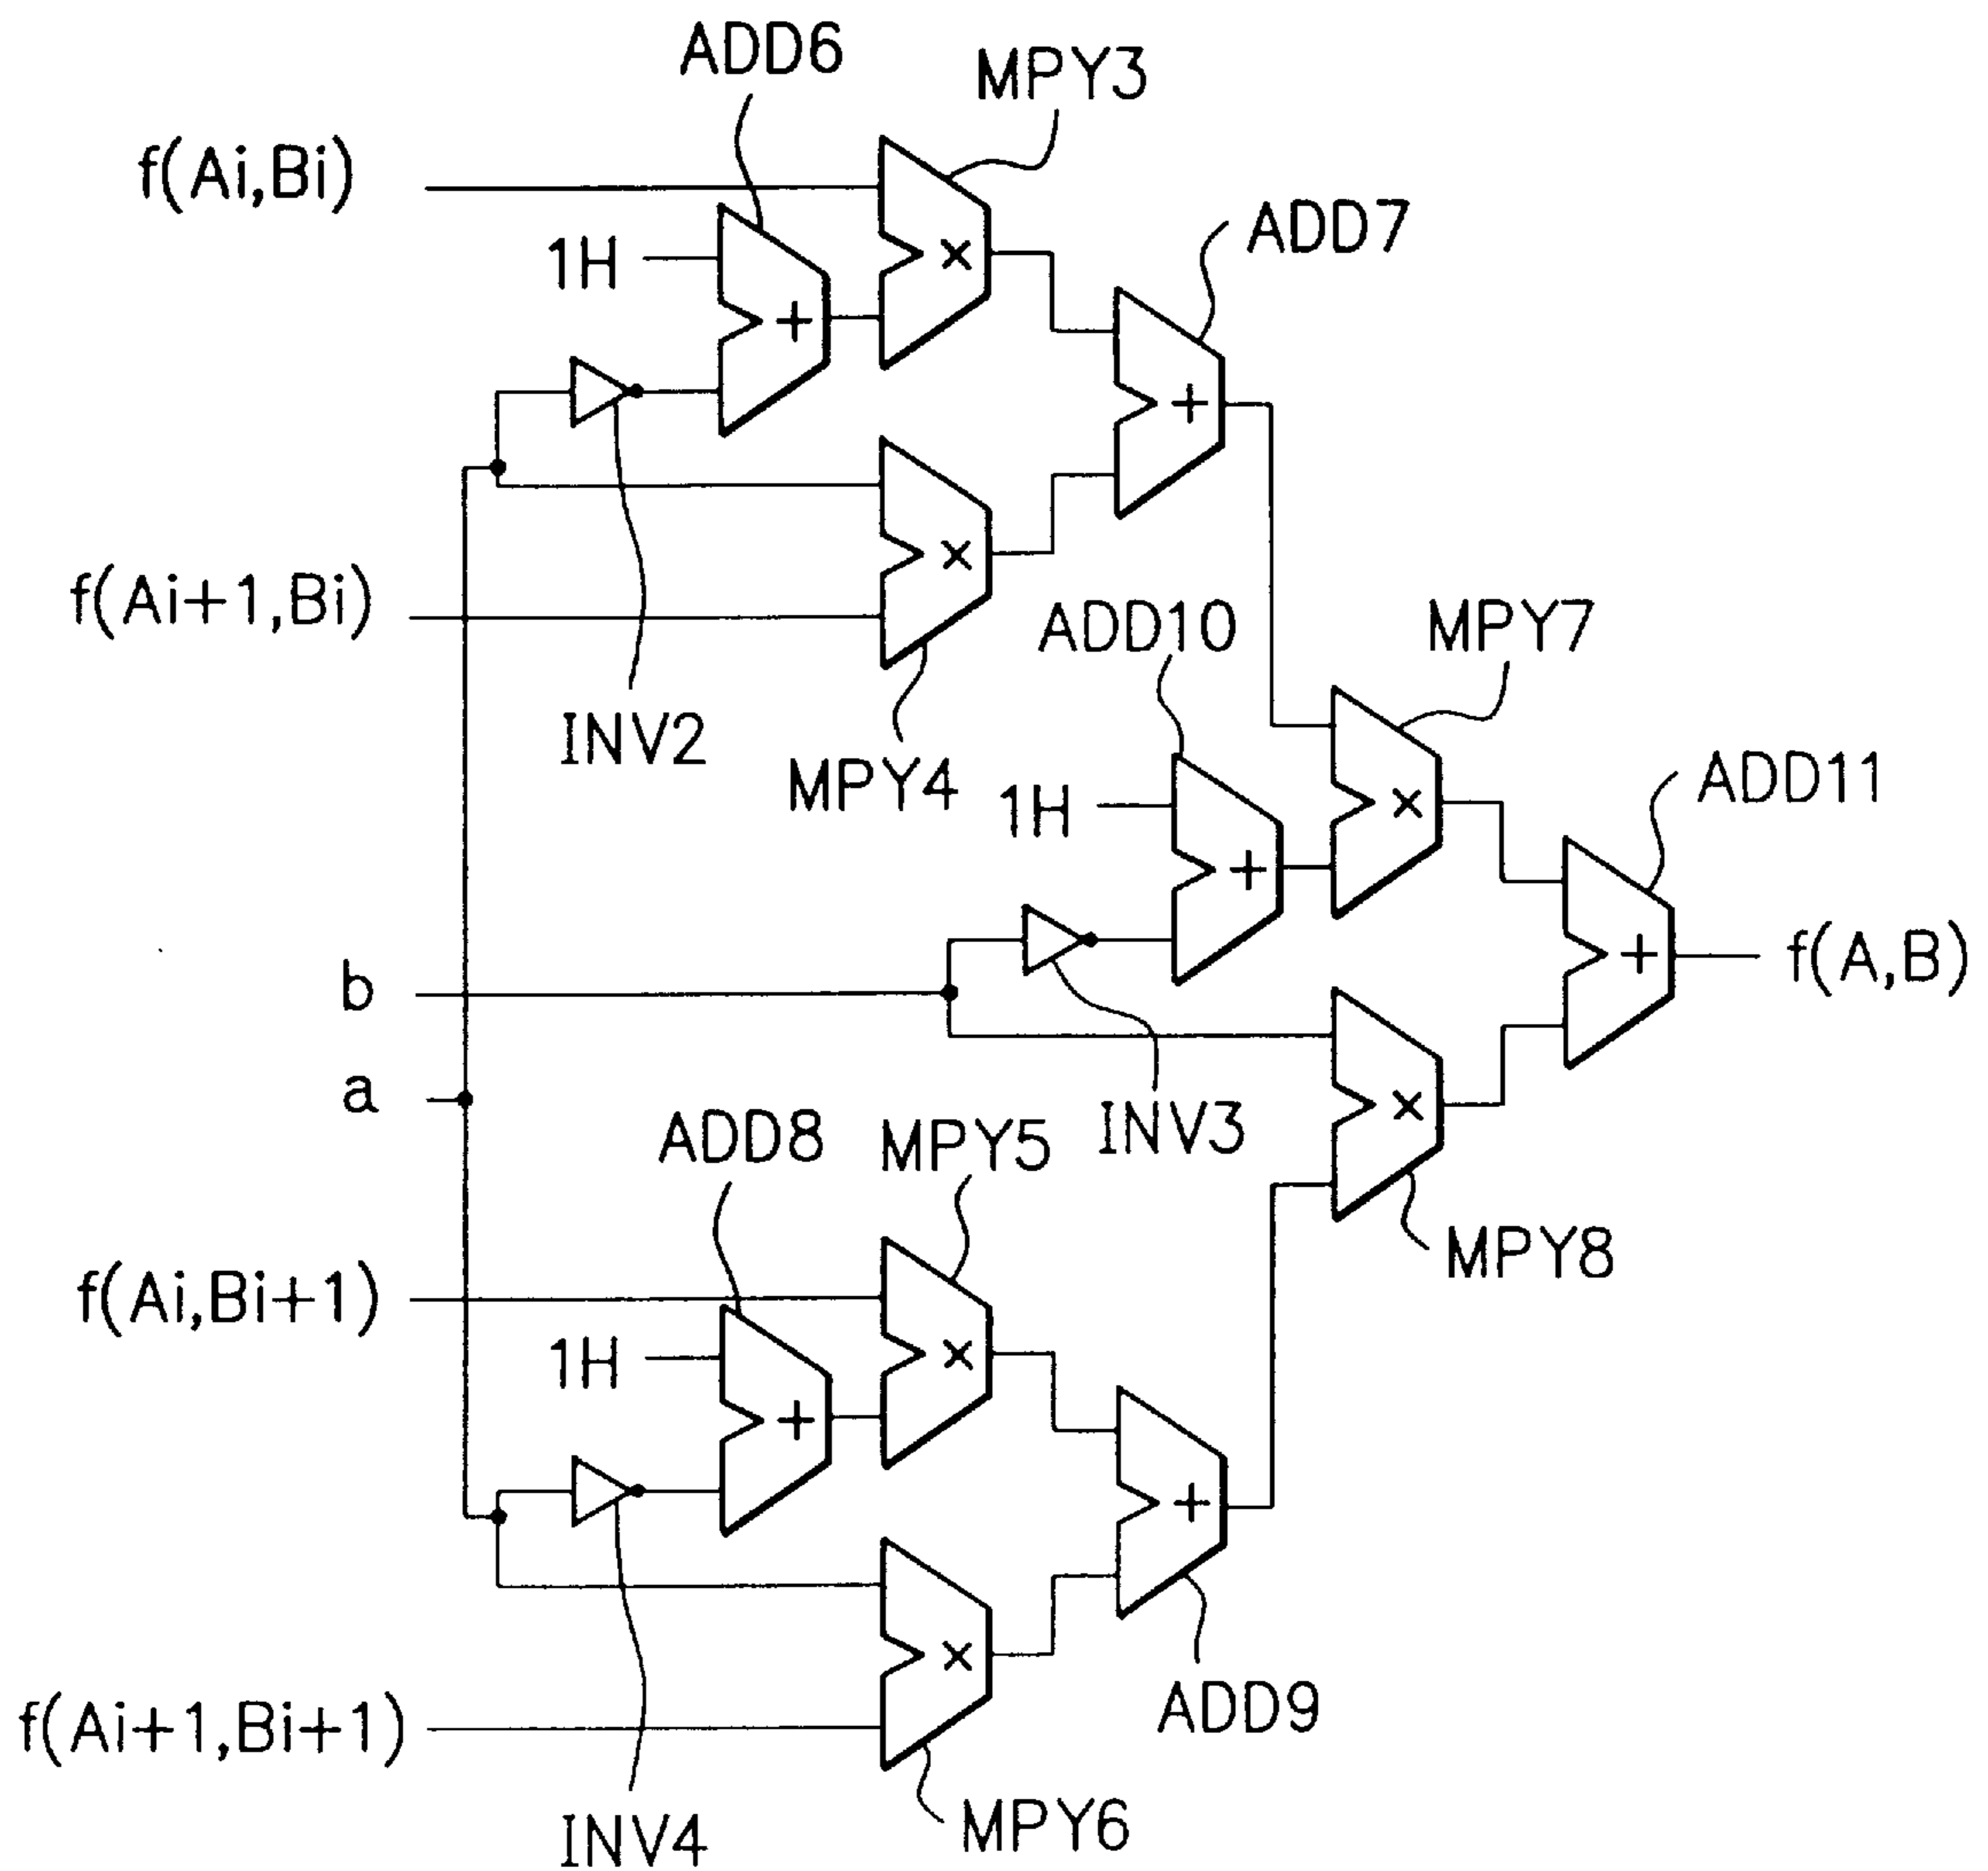 ADD6
MPY3
f(Ai,Bi)
ADD7
1H
+
×
+
×
f(Ai+1,Bi)
ADD10
MPY7
INV2
MPY4
1H
ADD11
×
+
b
+
f(A,B)
a
ADD8
MPY5
INV3
×
MPY8
f(Ai,Bi+1)
1H
×
+
+
×
ADD9
f(Ai+1,Bi+1)
INV4
MPY6